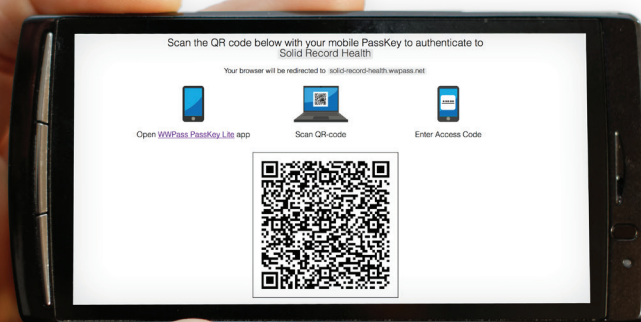 Scan the QR code below with your mobile PassKey to authenticate to
Solid Record Health
Your browser will be redirected to solid-record-health.wwpass.net
Open WWPass PassKey Lite app
Scan QR-code
Enter Access Code